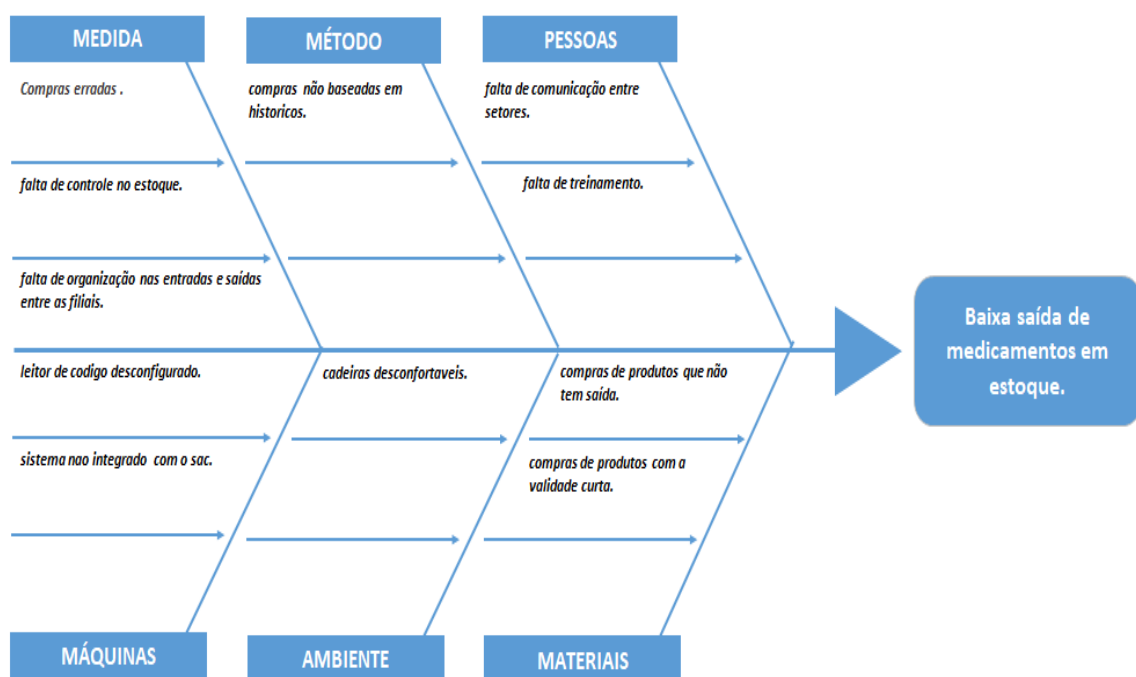 MEDIDA
MÉTODO
PESSOAS
Compras erradas .
compras não baseadas em
historicos.
falta de comunicação entre
setores.
falta de controle no estoque.
falta de treinamento.
falta de organização nas entradas e saídas
entre as filiais.
Baixa saída de
medicamentos em
estoque.
leitor de codigo desconfigurado.
cadeiras desconfortaveis.
compras de produtos que não
tem saída.
sistema nao integrado com o sac.
compras de produtos com a
validade curta.
MÁQUINAS
AMBIENTE
MATERIAIS